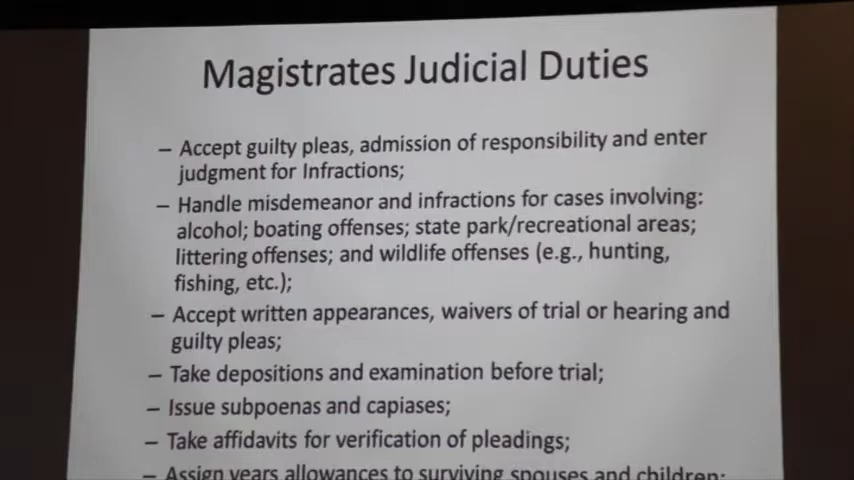 Magistrates Judicial Duties
– Accept guilty pleas, admission of responsibility and enter
judgment for Infractions;
– Handle misdemeanor and infractions for cases involving:
alcohol; boating offenses; state park/recreational areas;
littering offenses; and wildlife offenses (e.g., hunting,
fishing, etc.);
– Accept written appearances, waivers of trial or hearing and
guilty pleas;
– Take depositions and examination before trial;
– Issue subpoenas and capiases;
– Take affidavits for verification of pleadings;
– Assign years allowances to surviving spouses and children;